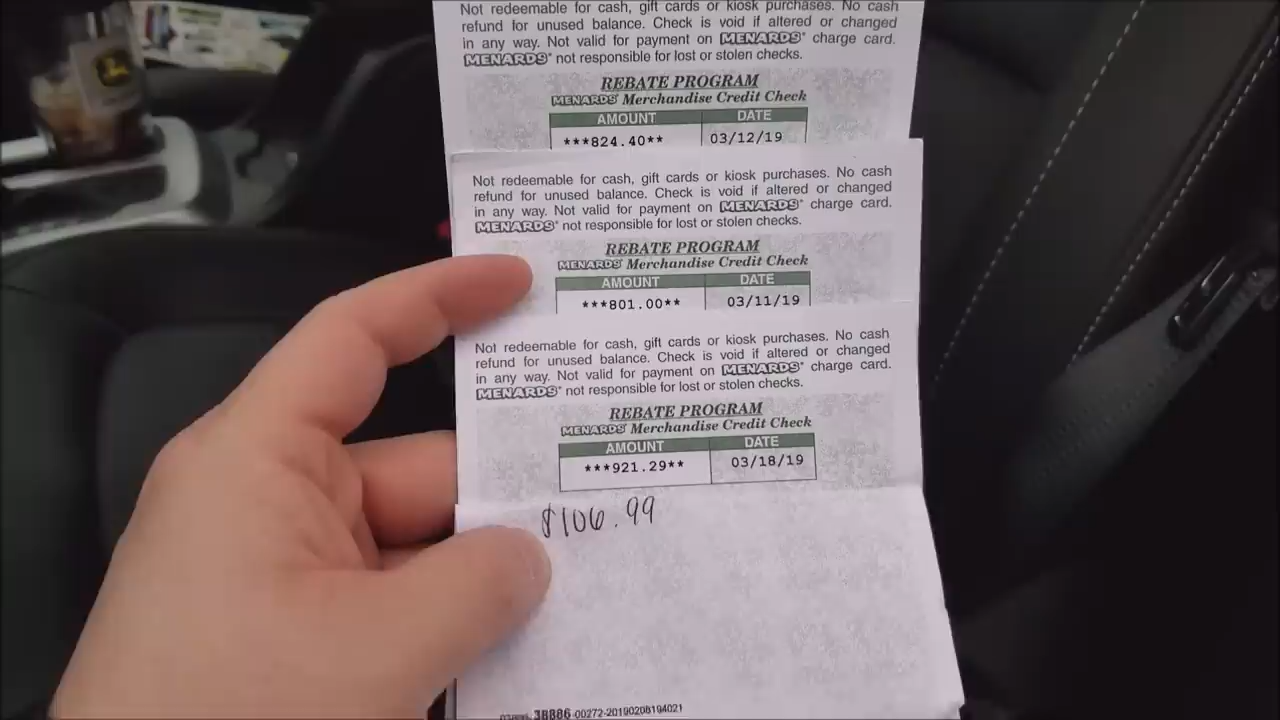 Not redeemable for cash, gift cards or kiosk purchases. No cash
refund for unused balance. Check is void if altered or changed
in any way. Not valid for payment on MENARDS® charge card.
MENARDS® not responsible for lost or stolen checks.
REBATE PROGRAM
MENARDS® Merchandise Credit Check
AMOUNT DATE
***824.40** 03/12/19
Not redeemable for cash, gift cards or kiosk purchases. No cash
refund for unused balance. Check is void if altered or changed
in any way. Not valid for payment on MENARDS® charge card.
MENARDS® not responsible for lost or stolen checks.
REBATE PROGRAM
MENARDS® Merchandise Credit Check
AMOUNT DATE
***801.00** 03/11/19
Not redeemable for cash, gift cards or kiosk purchases. No cash
refund for unused balance. Check is void if altered or changed
in any way. Not valid for payment on MENARDS® charge card.
MENARDS® not responsible for lost or stolen checks.
REBATE PROGRAM
MENARDS® Merchandise Credit Check
AMOUNT DATE
***921.29** 03/18/19
$106.99
38886-00272-20190208194021